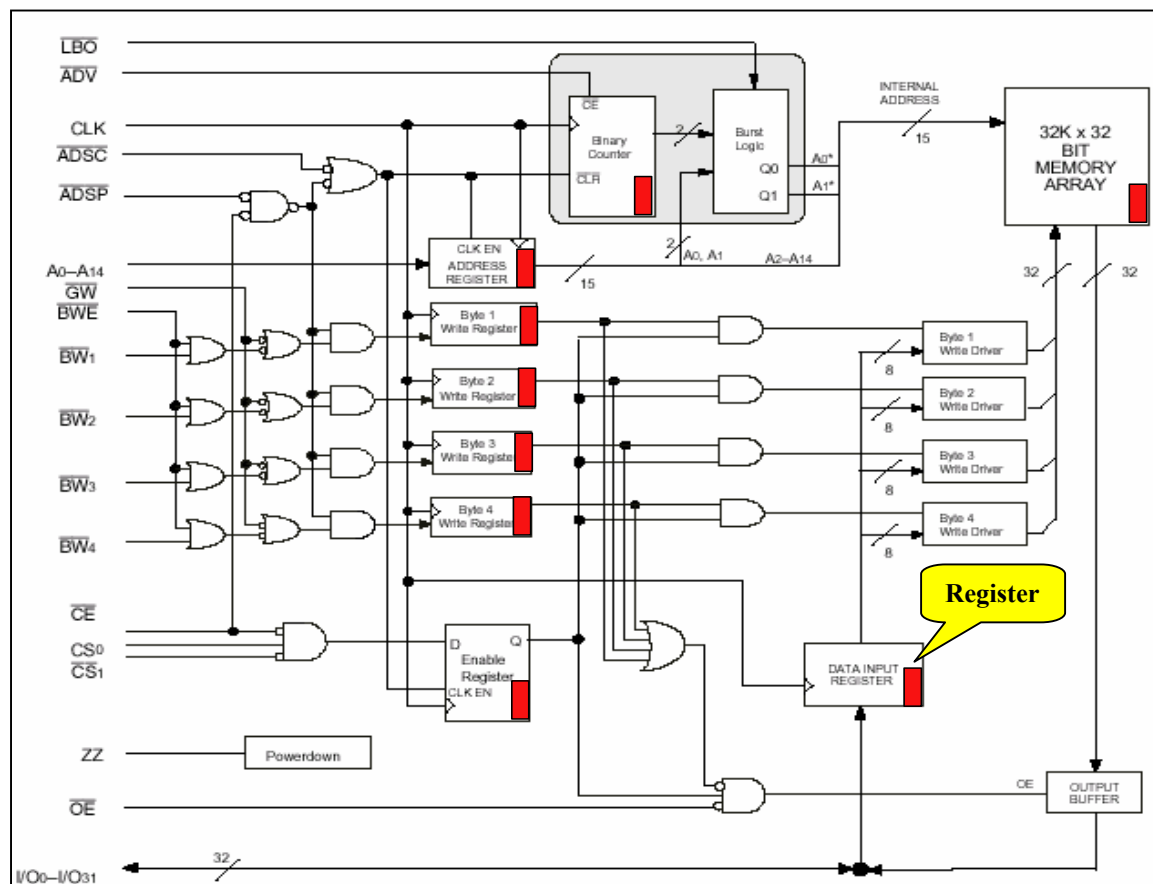 LBO
ADV
CLK
ADSC
ADSP
A0–A14
GW
BWE
BW1
BW2
BW3
BW4
CE
CS0
CS1
ZZ
OE
I/O0–I/O31
CE
Binary
Counter
CLR
2
Burst
Logic
Q0
Q1
A0*
A1*
INTERNAL
ADDRESS
15
32K x 32
BIT
MEMORY
ARRAY
CLK EN
ADDRESS
REGISTER
15
2
A0, A1
A2–A14
32
32
Byte 1
Write Register
Byte 2
Write Register
Byte 3
Write Register
Byte 4
Write Register
8
Byte 1
Write Driver
8
Byte 2
Write Driver
8
Byte 3
Write Driver
8
Byte 4
Write Driver
Register
D
Q
Enable
Register
CLK EN
DATA INPUT
REGISTER
Powerdown
OE
OUTPUT
BUFFER
32